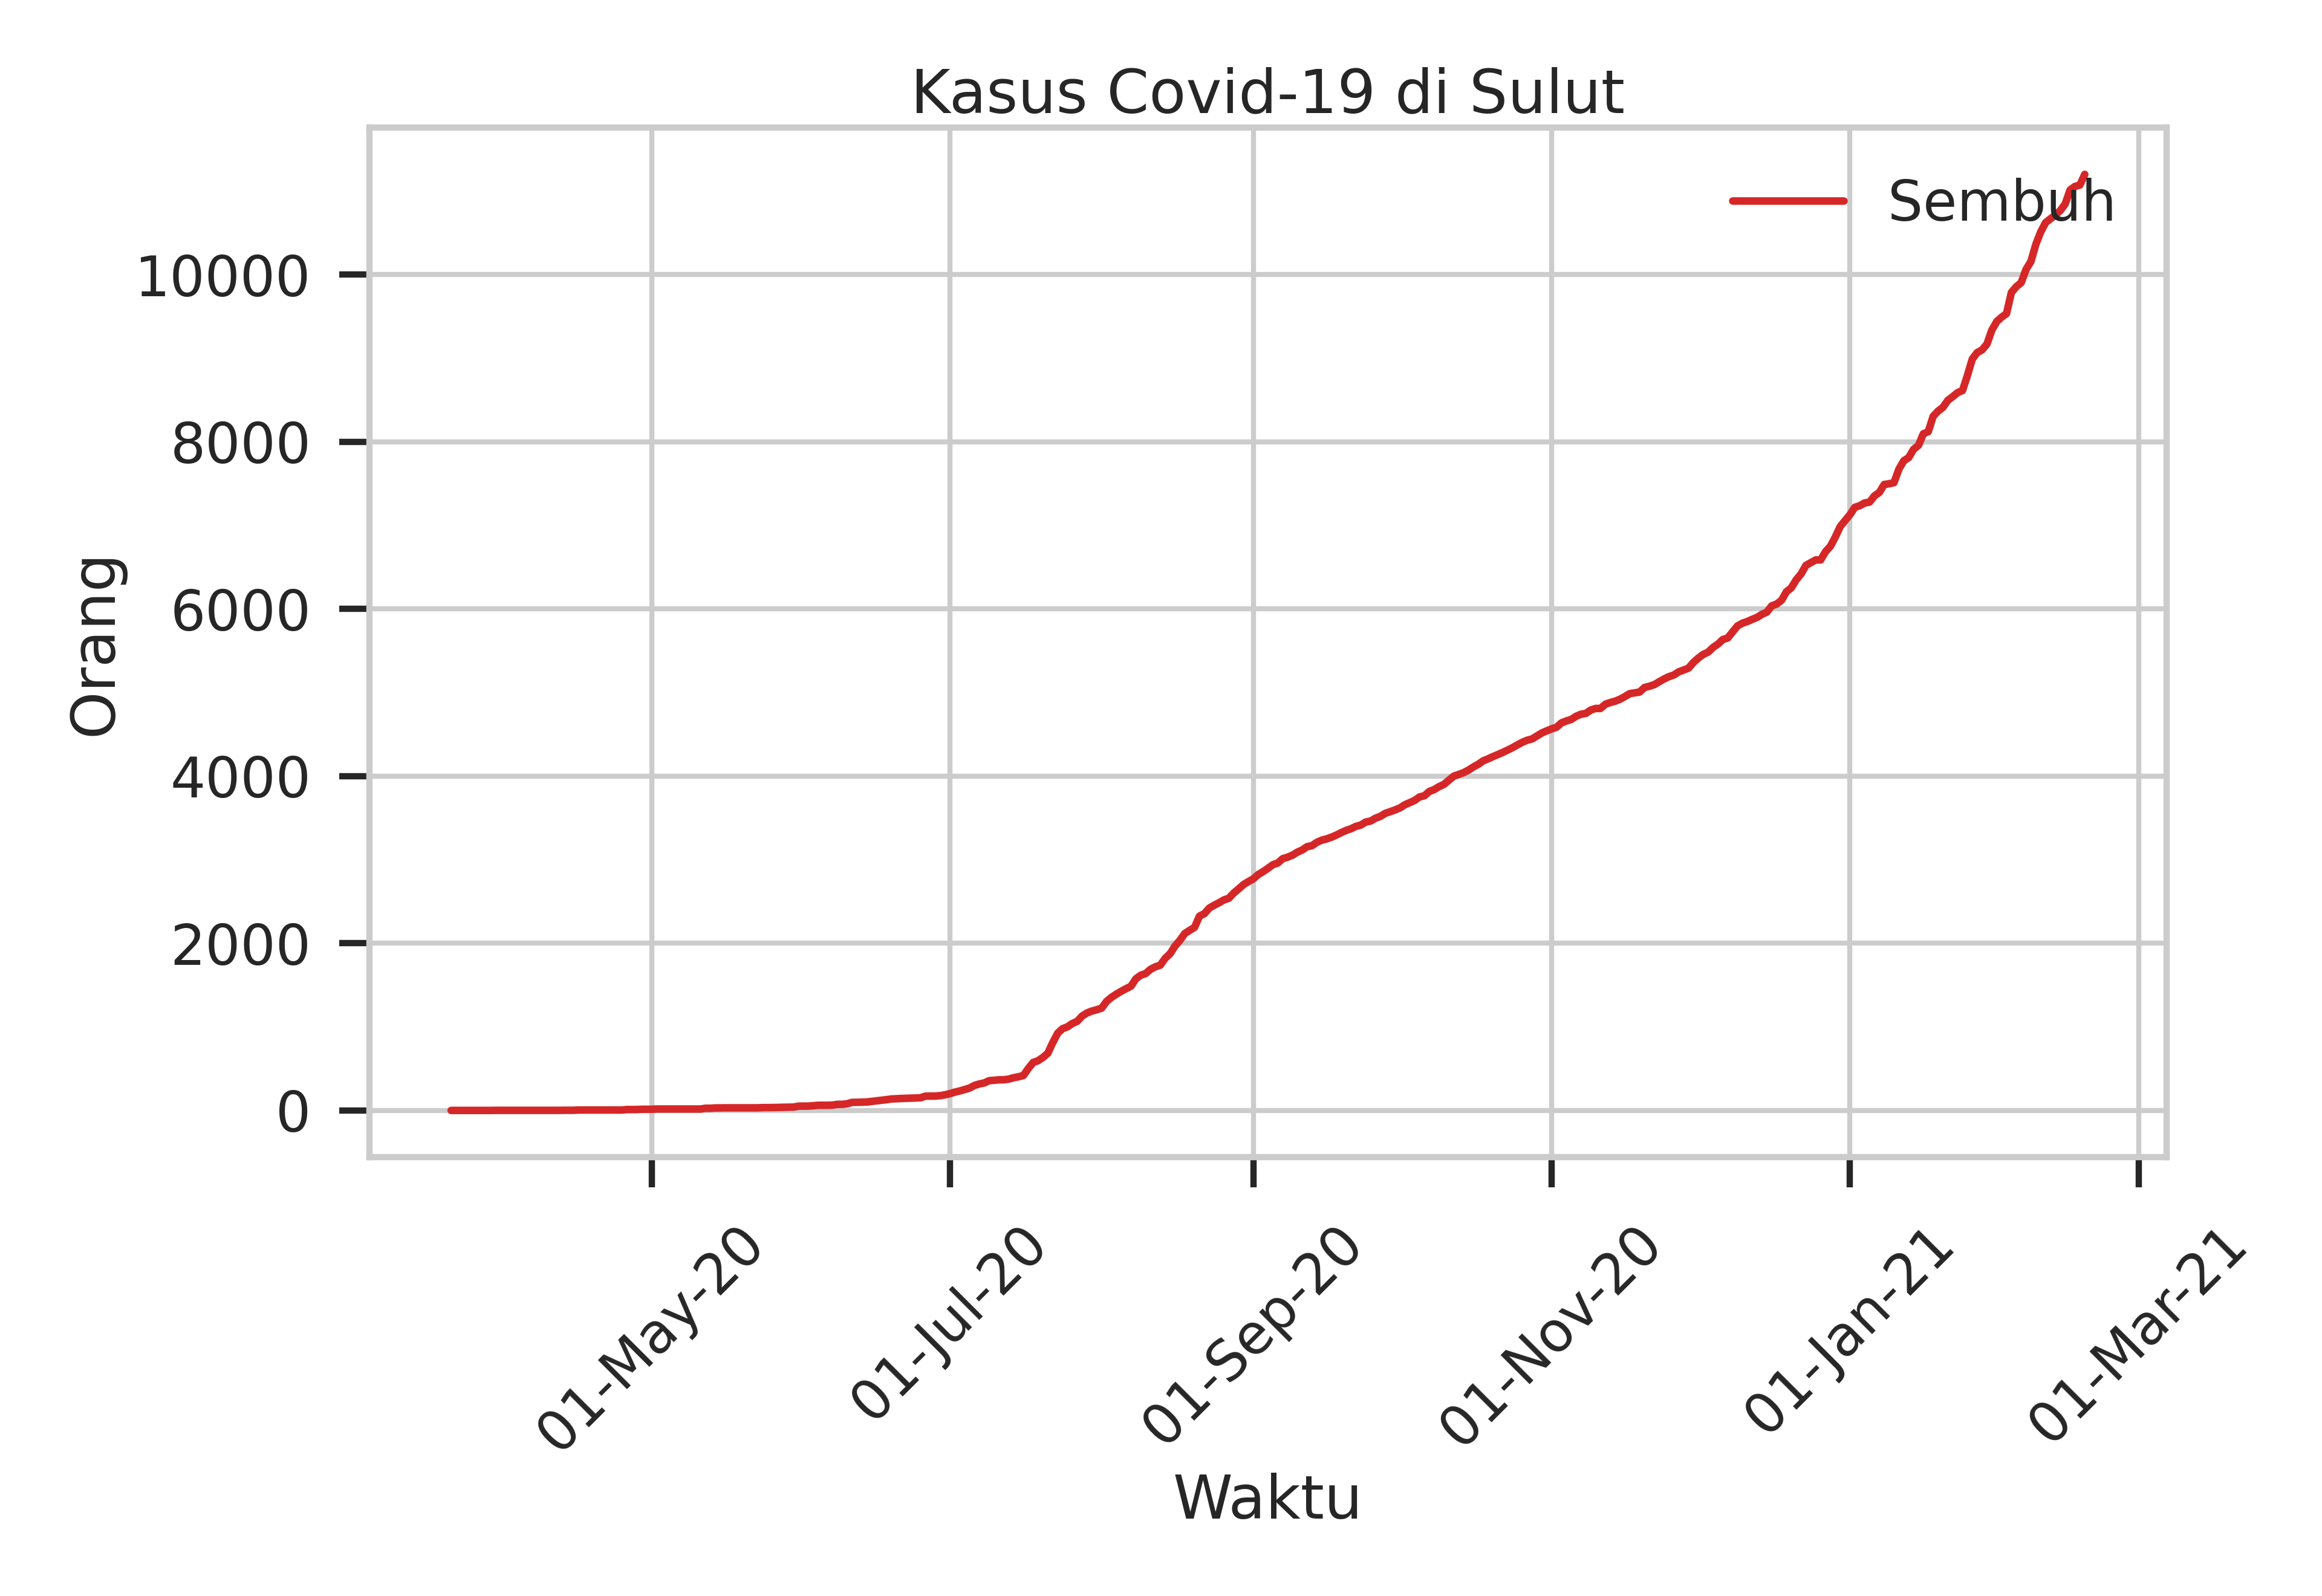 Kasus Covid-19 di Sulut
Sembuh
Orang
10000
8000
6000
4000
2000
0
01-May-20
01-Jul-20
01-Sep-20
01-Nov-20
01-Jan-21
01-Mar-21
Waktu